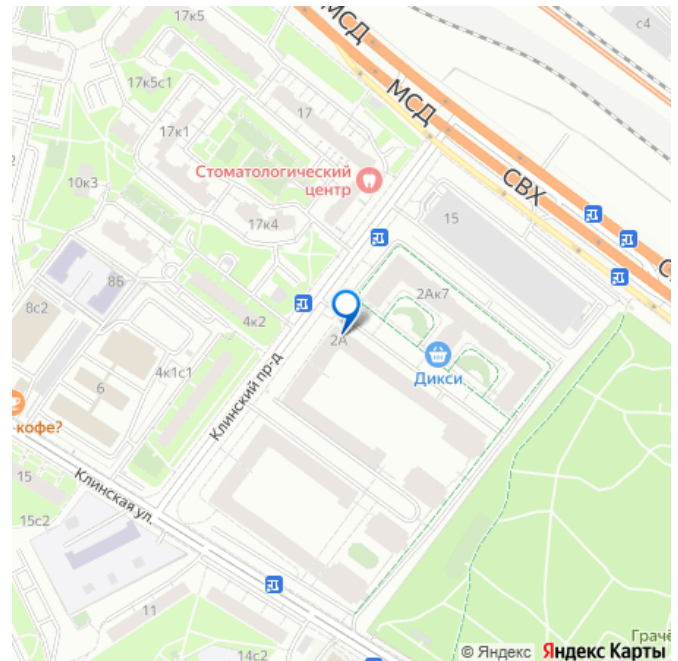 17к5
МСД
с4
17к5с1
МСД
17
17к1
Стоматологический
центр
СВХ
10к3
15
17к4
С
8Б
2Ак7
8с2
4к2
2А
Дикси
4к1с1
6
Клинский пр-д
кофе?
15
Клинская ул.
15с2
11
14с2
Грачё
© Яндекс Яндекс Карты